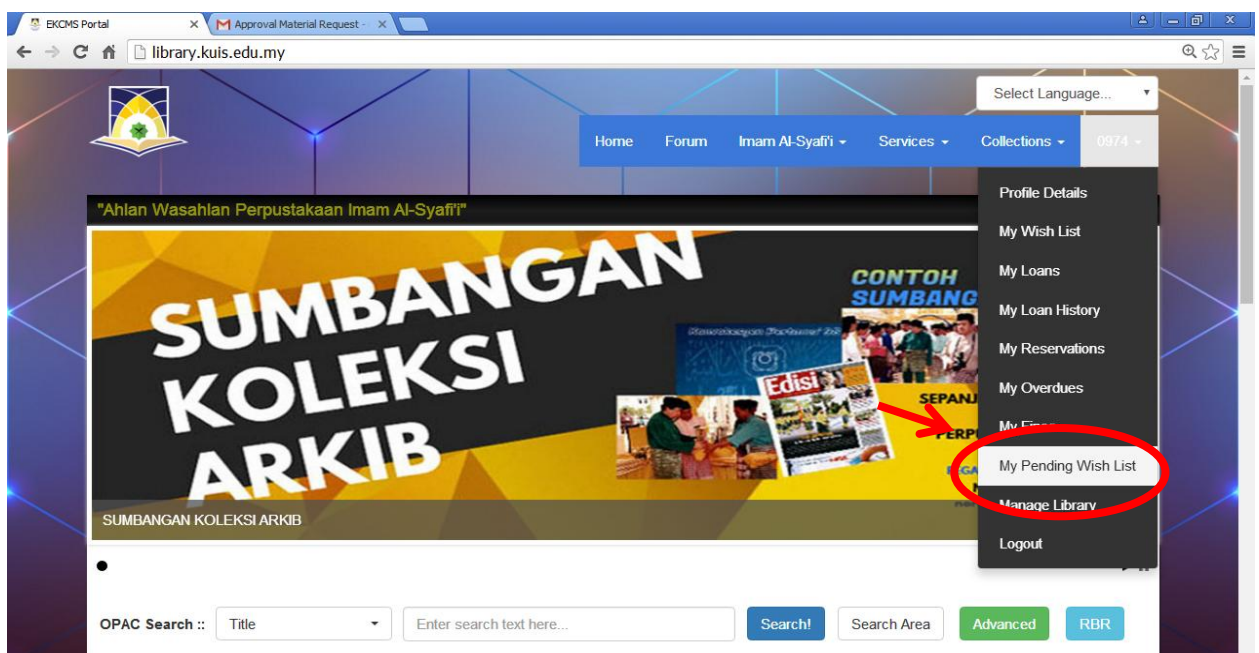 EKCMS Portal
Approval Material Request -
library.kuis.edu.my
Select Language...
Home Forum Imam Al-Syafi'i Services Collections 0974
"Ahlan Wasahlan Perpustakaan Imam Al-Syafi'i"
Profile Details
My Wish List
My Loans
My Loan History
My Reservations
My Overdues
My Pending Wish List
Manage Library
Logout
SUMBANGAN
KOLEKSI
ARKIB
CONTOH
SUMBANG
Edisi
SEPANJ
PERP
SUMBANGAN KOLEKSI ARKIB
OPAC Search :: Title Enter search text here... Search! Search Area Advanced RBR